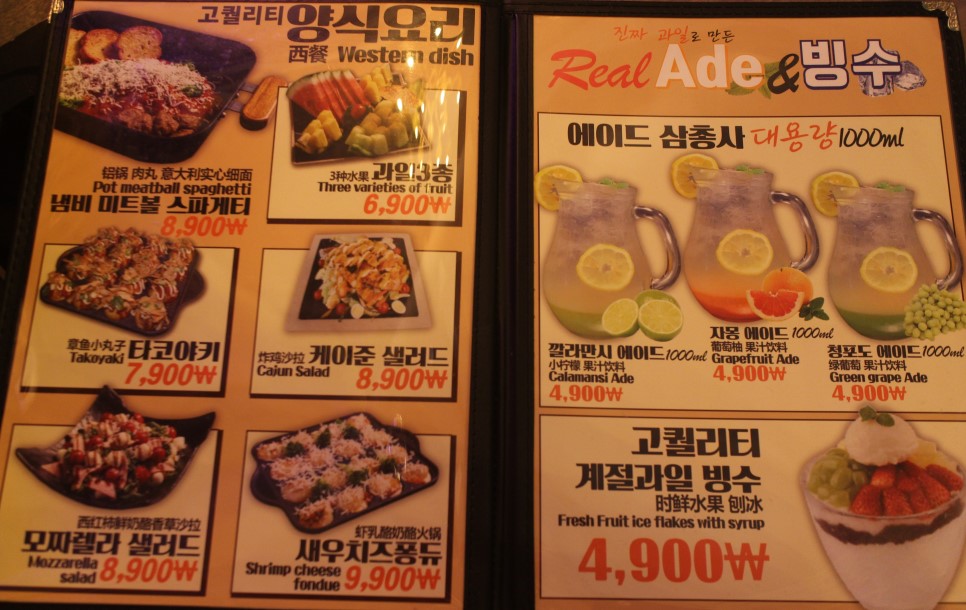 고퀄리티 양식요리
西餐 Western dish
铝锅 肉丸 意大利实心细面
Pot meatball spaghetti
냄비 미트볼 스파게티
8,900₩
3种水果 과일3종
Three varieties of fruit
6,900₩
章鱼小丸子
Takoyaki 타코야키
7,900₩
炸鸡沙拉 케이준 샐러드
Cajun Salad
8,900₩
西红柿鲜奶酪香草沙拉
모짜렐라 샐러드
Mozzarella
salad 8,900₩
虾乳酪奶酪火锅
새우치즈퐁듀
Shrimp cheese
fondue 9,900₩
진짜 과일로 만든
Real Ade & 빙수
에이드 삼총사 대용량 1000ml
깔라만시 에이드 1000ml
小柠檬 果汁饮料
Calamansi Ade
4,900₩
자몽 에이드 1000ml
葡萄柚 果汁饮料
Grapefruit Ade
4,900₩
청포도 에이드 1000ml
绿葡萄 果汁饮料
Green grape Ade
4,900₩
고퀄리티
계절과일 빙수
时鲜水果 刨冰
Fresh Fruit ice flakes with syrup
4,900₩